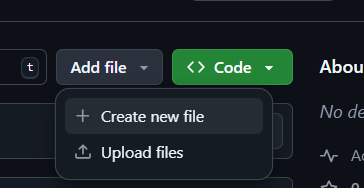 t
Add file
Code
Abou
Create new file
No de
Upload files
Ac